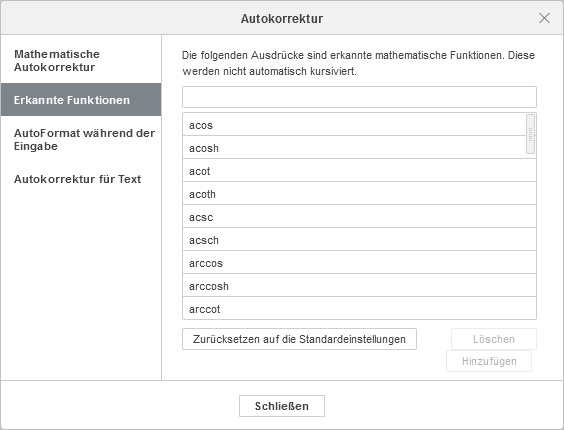 Autokorrektur
Mathematische
Autokorrektur
Erkannte Funktionen
AutoFormat während der
Eingabe
Autokorrektur für Text
Die folgenden Ausdrücke sind erkannte mathematische Funktionen. Diese
werden nicht automatisch kursiviert.
acos
acosh
acot
acoth
acsc
acsch
arccos
arccosh
arccot
Zurücksetzen auf die Standardeinstellungen
Löschen
Hinzufügen
Schließen